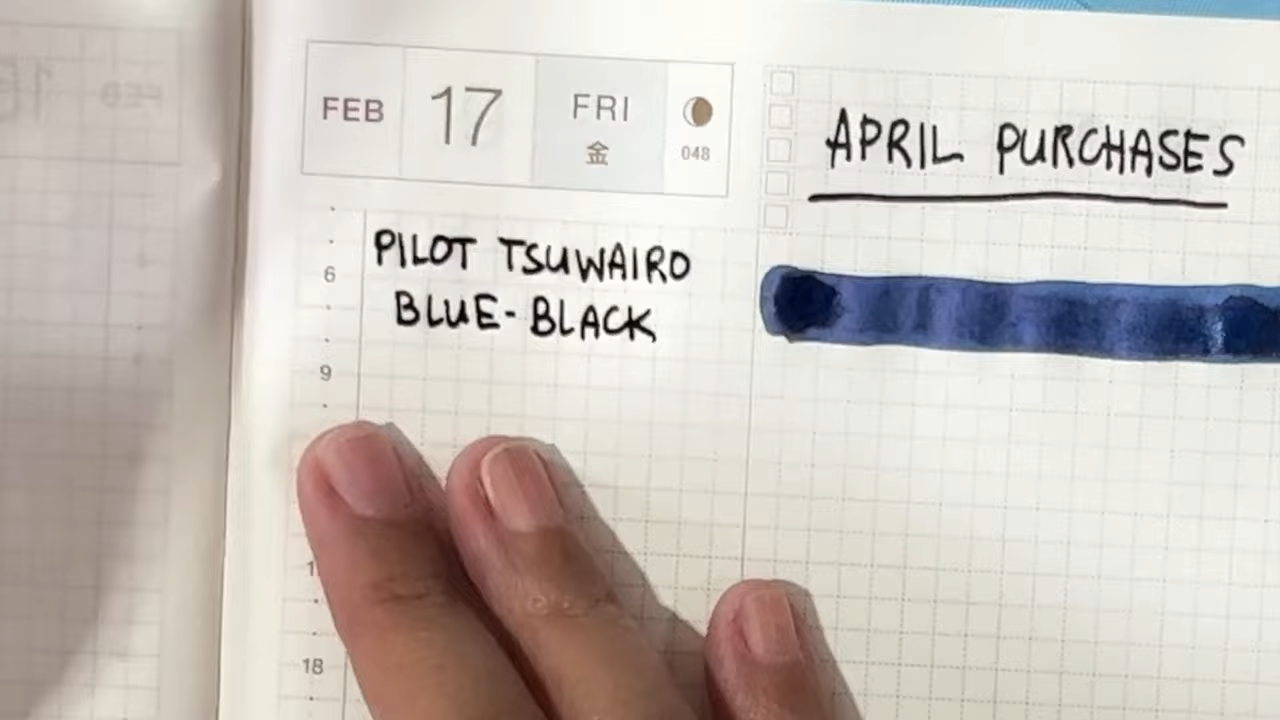 FEB 17 FRI
金 048
APRIL PURCHASES
PILOT TSUWAIRO
BLUE-BLACK
6
9
18